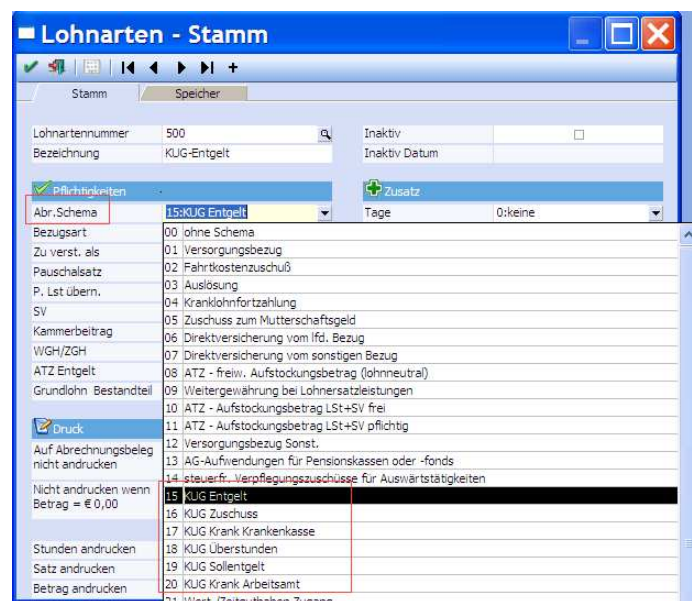 Lohnarten - Stamm
Stamm Speicher
Lohnartennummer 500 Inaktiv
Bezeichnung KUG-Entgelt Inaktiv Datum
Pflichtigkeiten Zusatz
Abr.Schema 15:KUG Entgelt Tage 0:keine
Bezugsart 00 ohne Schema
01 Versorgungsbezug
Zu verst. als 02 Fahrtkostenzuschuß
Pauschalsatz 03 Auslösung
P. Lst übern. 04 Kranklohnfortzahlung
SV 05 Zuschuss zum Mutterschaftsgeld
Kammerbeitrag 06 Direktversicherung vom lfd. Bezug
WGH/ZGH 07 Direktversicherung vom sonstigen Bezug
ATZ Entgelt 08 ATZ - freiw. Aufstockungsbetrag (lohnneutral)
Grundlohn Bestandteil 09 Weitergewährung bei Lohnersatzleistungen
10 ATZ - Aufstockungsbetrag LSt+SV frei
Druck 11 ATZ - Aufstockungsbetrag LSt+SV pflichtig
Auf Abrechnungsbeleg 12 Versorgungsbezug Sonst.
nicht andrucken 13 AG-Aufwendungen für Pensionskassen oder -fonds
14 steuerfr. Verpflegungszuschüsse für Auswärtstätigkeiten
Nicht andrucken wenn 15 KUG Entgelt
Betrag = € 0,00 16 KUG Zuschuss
17 KUG Krank Krankenkasse
Stunden andrucken 18 KUG Überstunden
Satz andrucken 19 KUG Sollentgelt
Betrag andrucken 20 KUG Krank Arbeitsamt